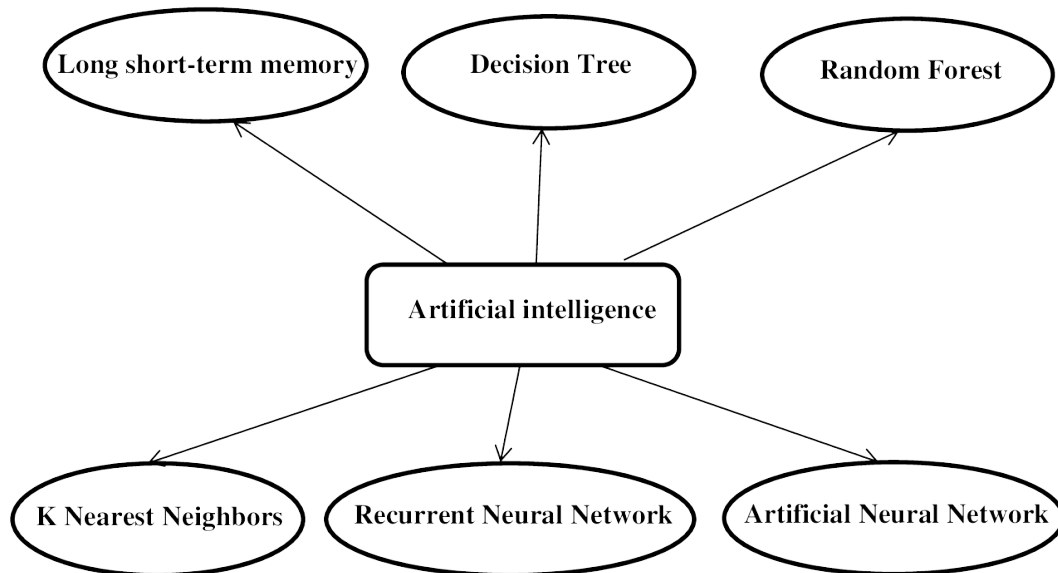 Long short-term memory
Decision Tree
Random Forest
Artificial intelligence
K Nearest Neighbors
Recurrent Neural Network
Artificial Neural Network